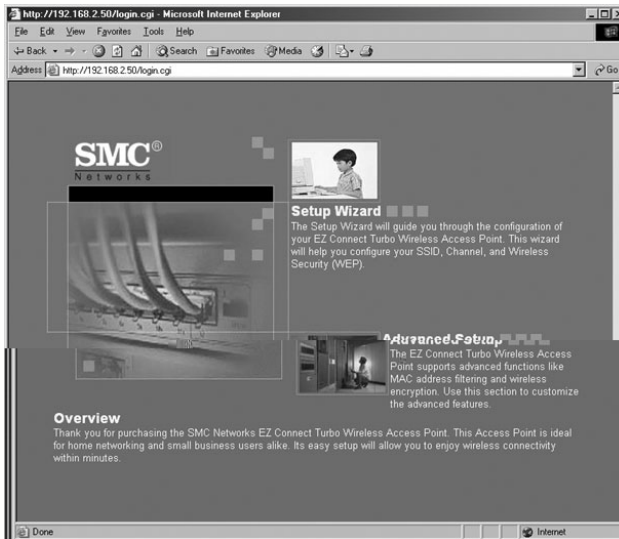 http://192.168.2.50/login.cgi - Microsoft Internet Explorer
File Edit View Favorites Tools Help
Back Search Favorites Media
Address http://192.168.2.50/login.cgi Go
SMC®
Networks
Setup Wizard
The Setup Wizard will guide you through the configuration of
your EZ Connect Turbo Wireless Access Point. This wizard
will help you configure your SSID, Channel, and Wireless
Security (WEP).
Advanced Setup
The EZ Connect Turbo Wireless Access
Point supports advanced functions like
MAC address filtering and wireless
encryption. Use this section to customize
the advanced features.
Overview
Thank you for purchasing the SMC Networks EZ Connect Turbo Wireless Access Point. This Access Point is ideal
for home networking and small business users alike. Its easy setup will allow you to enjoy wireless connectivity
within minutes.
Done Internet